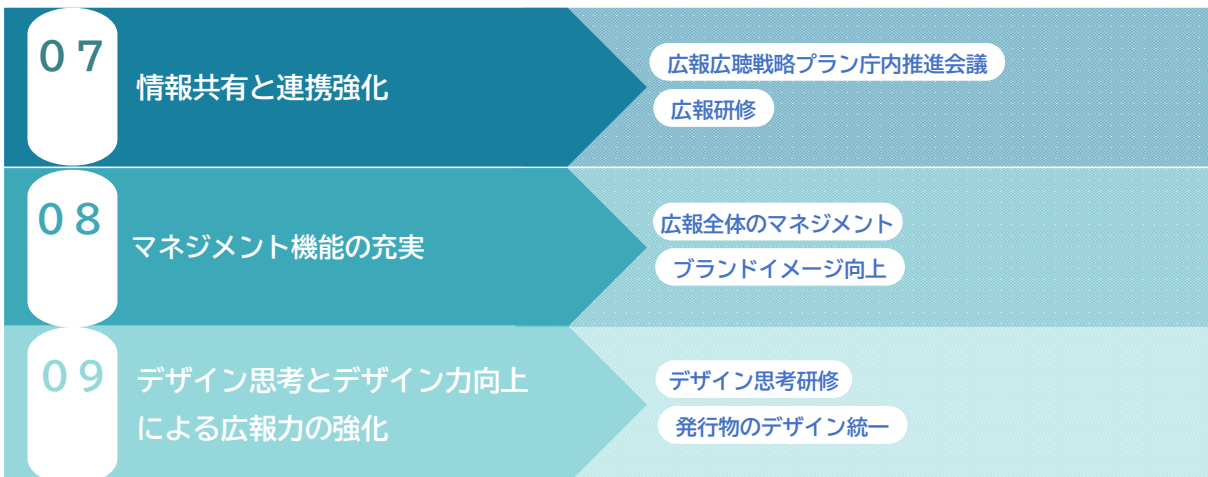 07
情報共有と連携強化
広報広聴戦略プラン庁内推進会議
広報研修
08
マネジメント機能の充実
広報全体のマネジメント
ブランドイメージ向上
09
デザイン思考とデザイン力向上
による広報力の強化
デザイン思考研修
発行物のデザイン統一